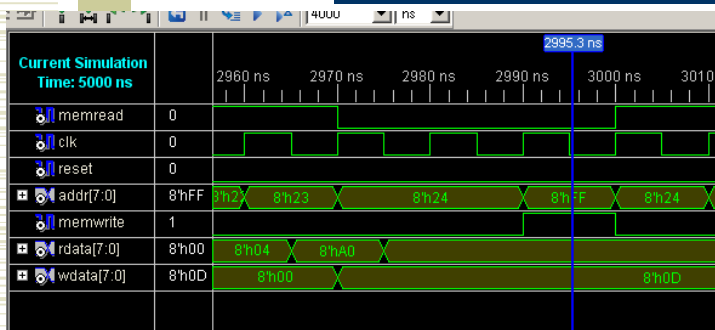 4000 ns
2995.3 ns
Current Simulation
Time: 5000 ns
2960 ns 2970 ns 2980 ns 2990 ns 3000 ns 3010
memread 0
clk 0
reset 0
addr[7:0] 8'hFF 8'h23 8'h24 8'hFF 8'h24
memwrite 1
rdata[7:0] 8'h00 8'h04 8'hA0
wdata[7:0] 8'h0D 8'h00 8'h0D